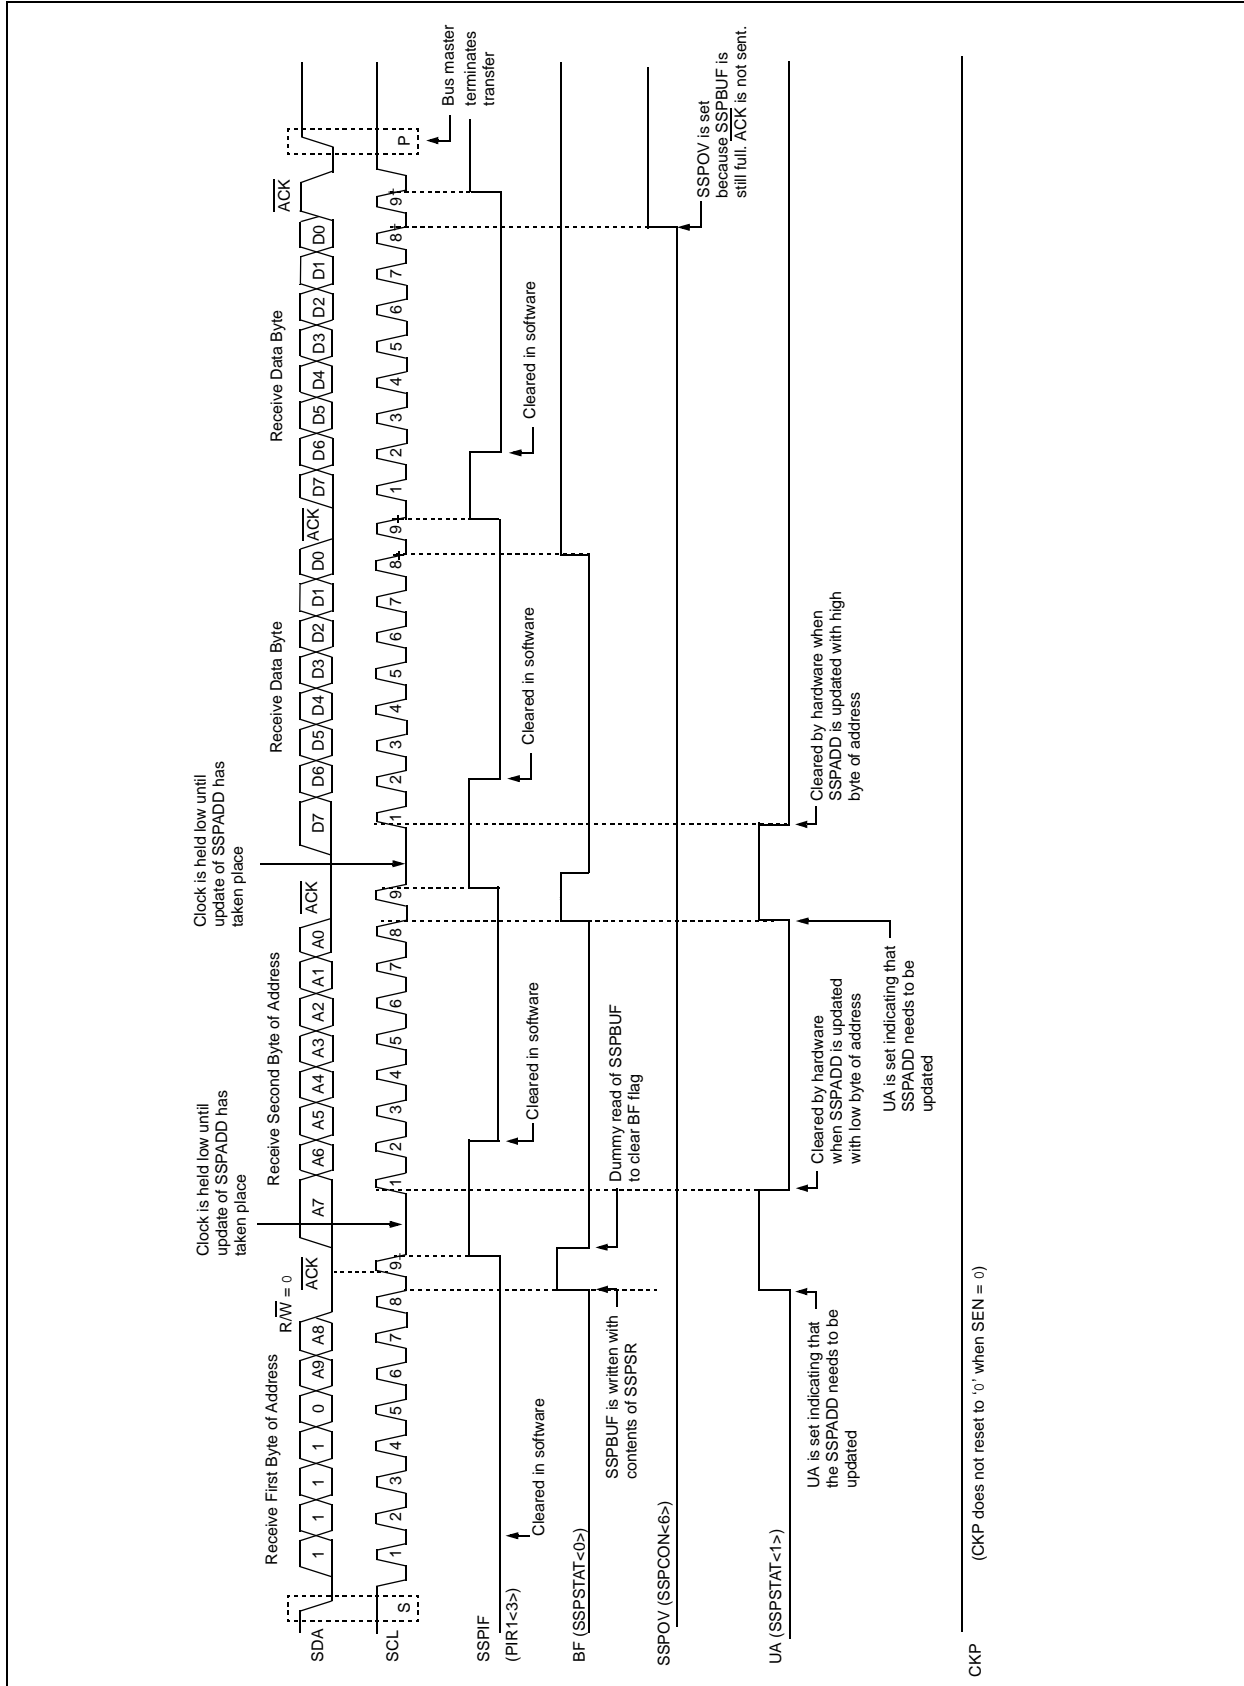 Receive First Byte of Address
R/W = 0
Clock is held low until
update of SSPADD has
taken place
Receive Second Byte of Address
Clock is held low until
update of SSPADD has
taken place
Receive Data Byte
Receive Data Byte
SDA
1 1 1 1 0 A9 A8
ACK
A7 A6 A5 A4 A3 A2 A1 A0
ACK
D7 D6 D5 D4 D3 D2 D1 D0
ACK
D7 D6 D5 D4 D3 D2 D1 D0
ACK
SCL
S
1 2 3 4 5 6 7 8 9
1 2 3 4 5 6 7 8 9
1 2 3 4 5 6 7 8 9
1 2 3 4 5 6 7 8 9
P
Bus master
terminates
transfer
SSPIF
(PIR1<3>)
Cleared in software
Cleared in software
Cleared in software
Cleared in software
BF (SSPSTAT<0>)
SSPBUF is written with
contents of SSPSR
Dummy read of SSPBUF
to clear BF flag
SSPOV (SSPCON<6>)
SSPOV is set
because SSPBUF is
still full. ACK is not sent.
UA (SSPSTAT<1>)
UA is set indicating that
the SSPADD needs to be
updated
Cleared by hardware
when SSPADD is updated
with low byte of address
UA is set indicating that
SSPADD needs to be
updated
Cleared by hardware when
SSPADD is updated with high
byte of address
CKP
(CKP does not reset to ‘0’ when SEN = 0)